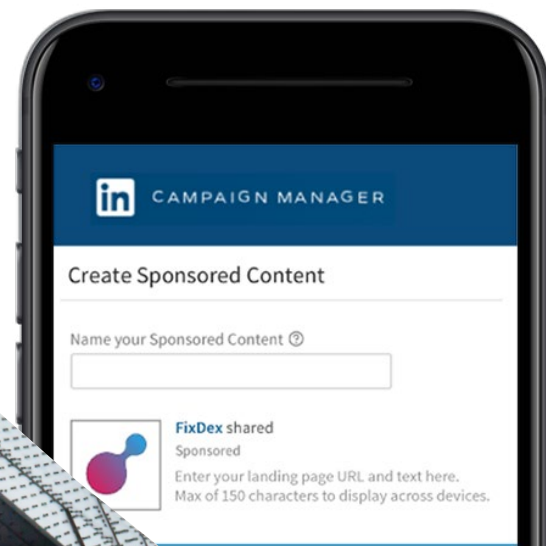 in CAMPAIGN MANAGER
Create Sponsored Content
Name your Sponsored Content ?
FixDex shared
Sponsored
Enter your landing page URL and text here.
Max of 150 characters to display across devices.